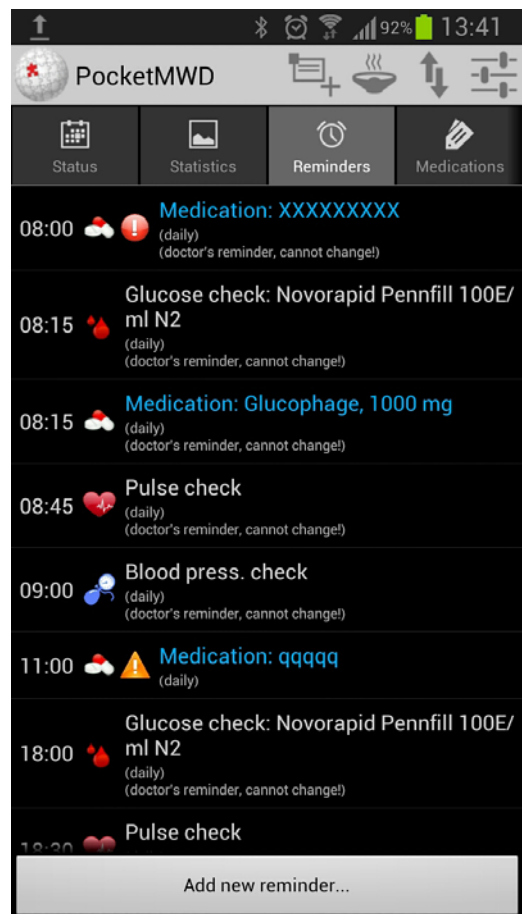 92% 13:41
PocketMWD
Status Statistics Reminders Medications
08:00 Medication: XXXXXXXXX
(daily)
(doctor's reminder, cannot change!)
Glucose check: Novorapid Pennfill 100E/
08:15 ml N2
(daily)
(doctor's reminder, cannot change!)
08:15 Medication: Glucophage, 1000 mg
(daily)
(doctor's reminder, cannot change!)
08:45 Pulse check
(daily)
(doctor's reminder, cannot change!)
09:00 Blood press. check
(daily)
(doctor's reminder, cannot change!)
11:00 Medication: qqqqq
(daily)
Glucose check: Novorapid Pennfill 100E/
18:00 ml N2
(daily)
(doctor's reminder, cannot change!)
18:30 Pulse check
Add new reminder...